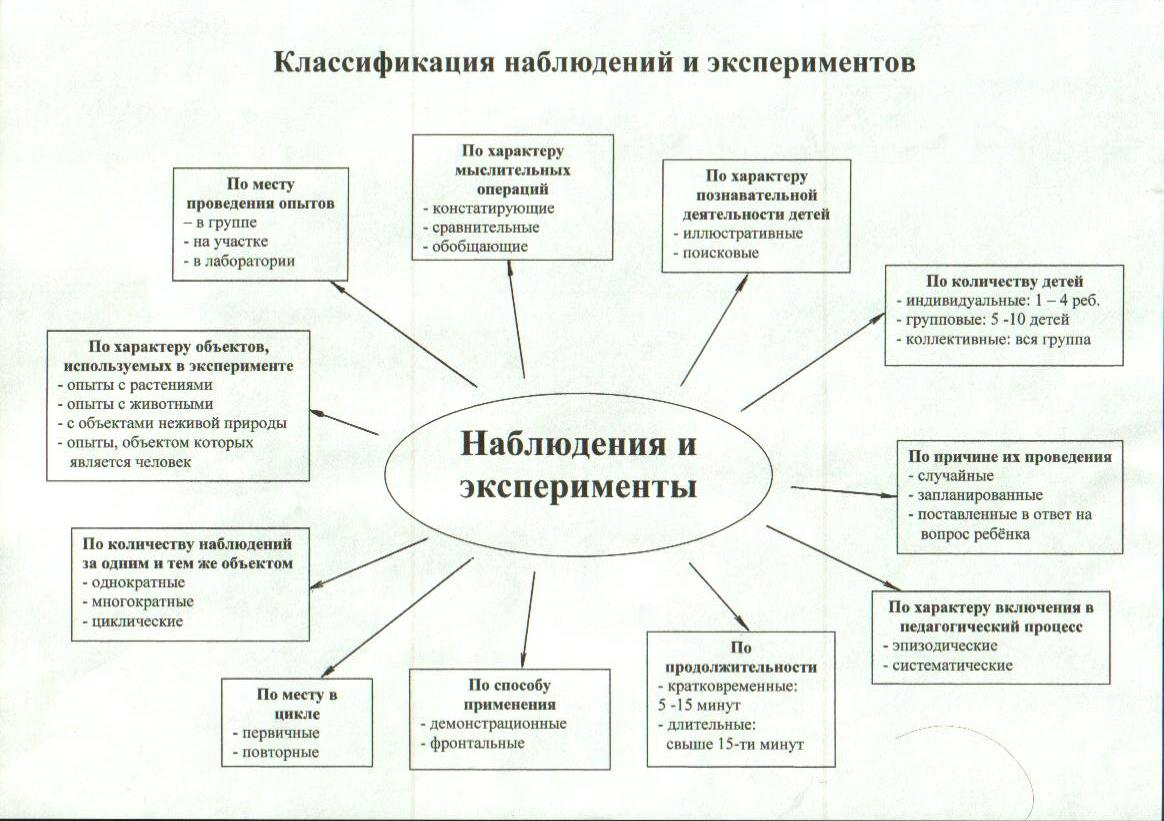 Классификация наблюдений и экспериментов
По месту
проведения опытов
– в группе
- на участке
- в лаборатории
По характеру
мыслительных
операций
- констатирующие
- сравнительные
- обобщающие
По характеру
познавательной
деятельности детей
- иллюстративные
- поисковые
По количеству детей
- индивидуальные: 1 – 4 реб.
- групповые: 5 -10 детей
- коллективные: вся группа
По характеру объектов,
используемых в эксперименте
- опыты с растениями
- опыты с животными
- с объектами неживой природы
- опыты, объектом которых
является человек
Наблюдения и
эксперименты
По причине их проведения
- случайные
- запланированные
- поставленные в ответ на
вопрос ребёнка
По количеству наблюдений
за одним и тем же объектом
- однократные
- многократные
- циклические
По характеру включения в
педагогический процесс
- эпизодические
- систематические
По месту в
цикле
- первичные
- повторные
По способу
применения
- демонстрационные
- фронтальные
По
продолжительности
- кратковременные:
5 -15 минут
- длительные:
свыше 15-ти минут